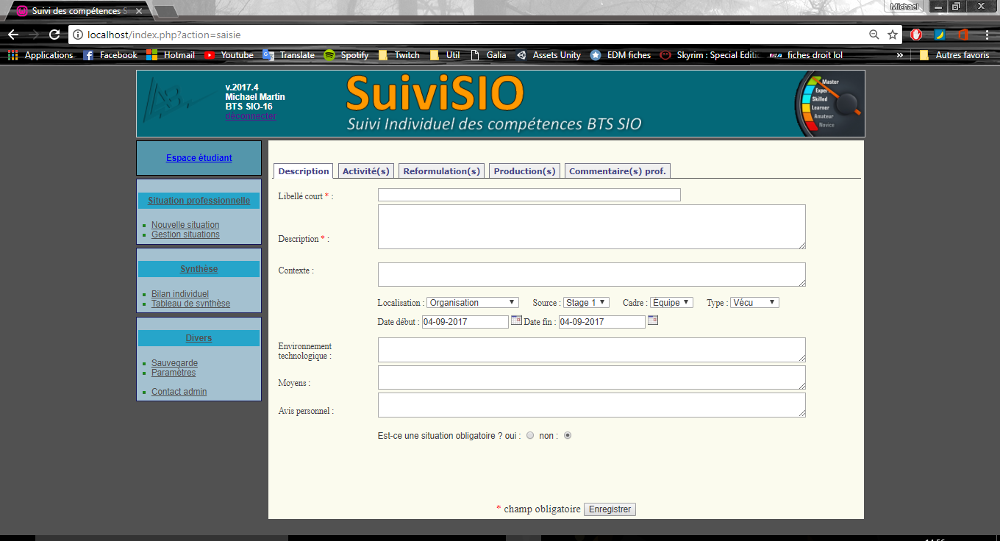 Michael
Suivi des compétences S
localhost/index.php?action=saisie
Applications Facebook Hotmail Youtube Translate Spotify Twitch Util Galia Assets Unity EDM fiches Skyrim : Special Editic fiches droit lol » Autres favoris
v.2017.4
Michael Martin
BTS SIO-16
déconnecter
SuiviSIO
Suivi Individuel des compétences BTS SIO
Master
Expert
Skilled
Learner
Amateur
Novice
Espace étudiant
Situation professionnelle
Nouvelle situation
Gestion situations
Synthèse
Bilan individuel
Tableau de synthèse
Divers
Sauvegarde
Paramètres
Contact admin
Description Activité(s) Reformulation(s) Production(s) Commentaire(s) prof.
Libellé court * :
Description * :
Contexte :
Localisation : Organisation Source : Stage 1 Cadre : Équipe Type : Vécu
Date début : 04-09-2017 Date fin : 04-09-2017
Environnement
technologique :
Moyens :
Avis personnel :
Est-ce une situation obligatoire ? oui : non :
* champ obligatoire Enregistrer